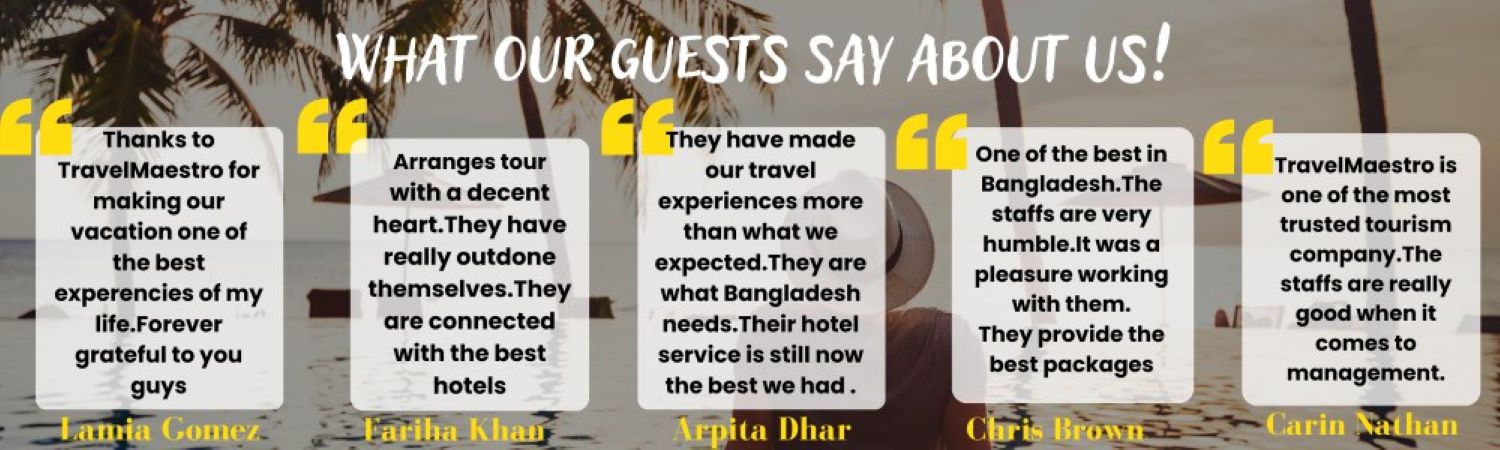 WHAT OUR GUESTS SAY ABOUT US!
Thanks to
TravelMaestro for
making our
vacation one of
the best
experencies of my
life.Forever
grateful to you
guys
Lamia Gomez
Arranges tour
with a decent
heart.They have
really outdone
themselves.They
are connected
with the best
hotels
Fariha Khan
They have made
our travel
experiences more
than what we
expected.They are
what Bangladesh
needs.Their hotel
service is still now
the best we had .
Arpita Dhar
One of the best in
Bangladesh.The
staffs are very
humble.It was a
pleasure working
with them.
They provide the
best packages
Chris Brown
TravelMaestro is
one of the most
trusted tourism
company.The
staffs are really
good when it
comes to
management.
Carin Nathan